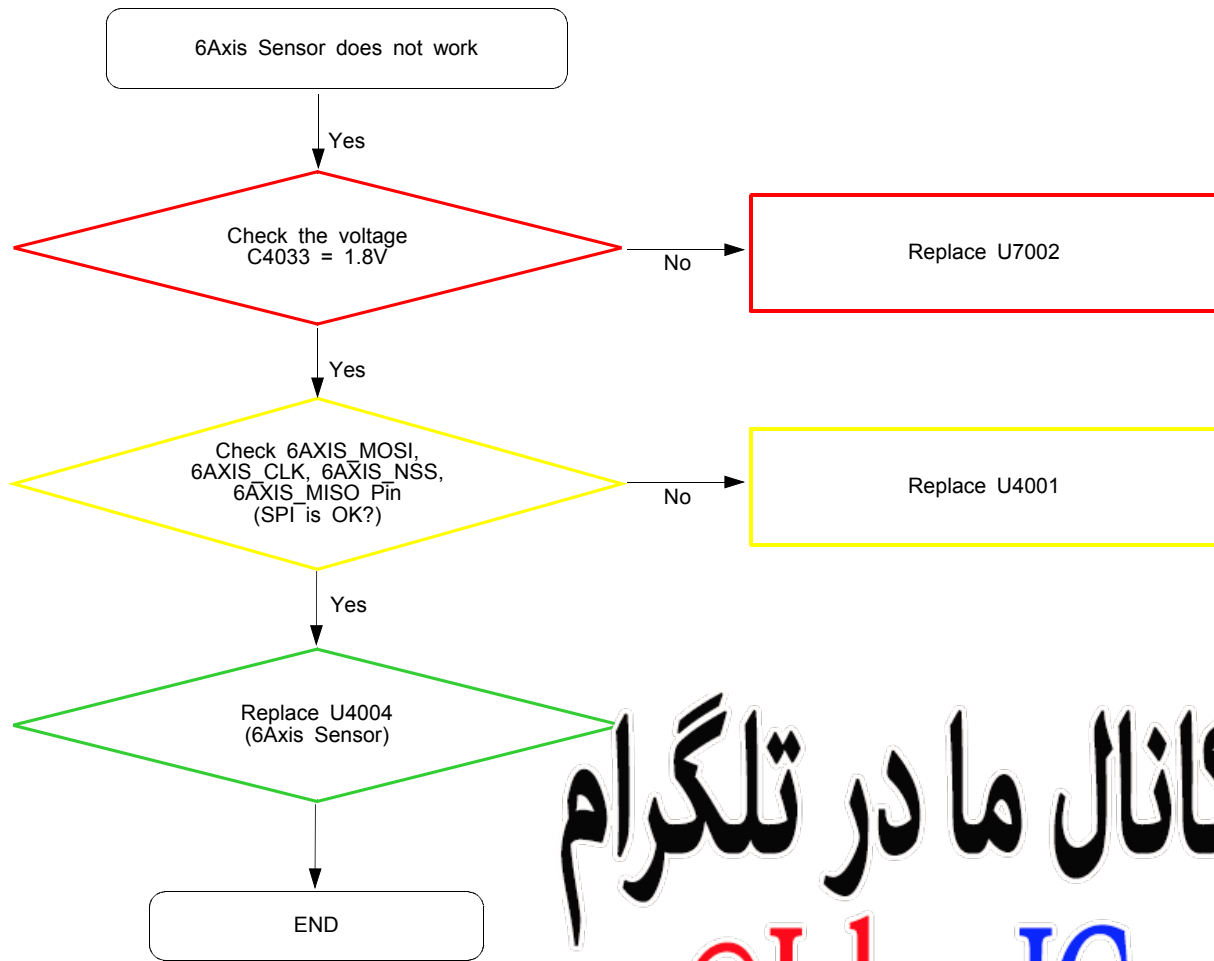 6Axis Sensor does not work
Yes
Check the voltage
C4033 = 1.8V
No
Replace U7002
Yes
Check 6AXIS_MOSI,
6AXIS_CLK, 6AXIS_NSS,
6AXIS_MISO Pin
(SPI is OK?)
No
Replace U4001
Yes
Replace U4004
(6Axis Sensor)
کانال ما در تلگرام
END